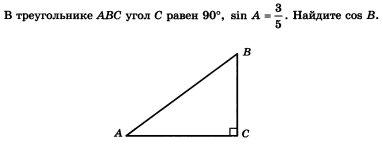 В треугольнике ABC угол C равен 90°, sin A = 3/5. Найдите cos B.
B
A
C